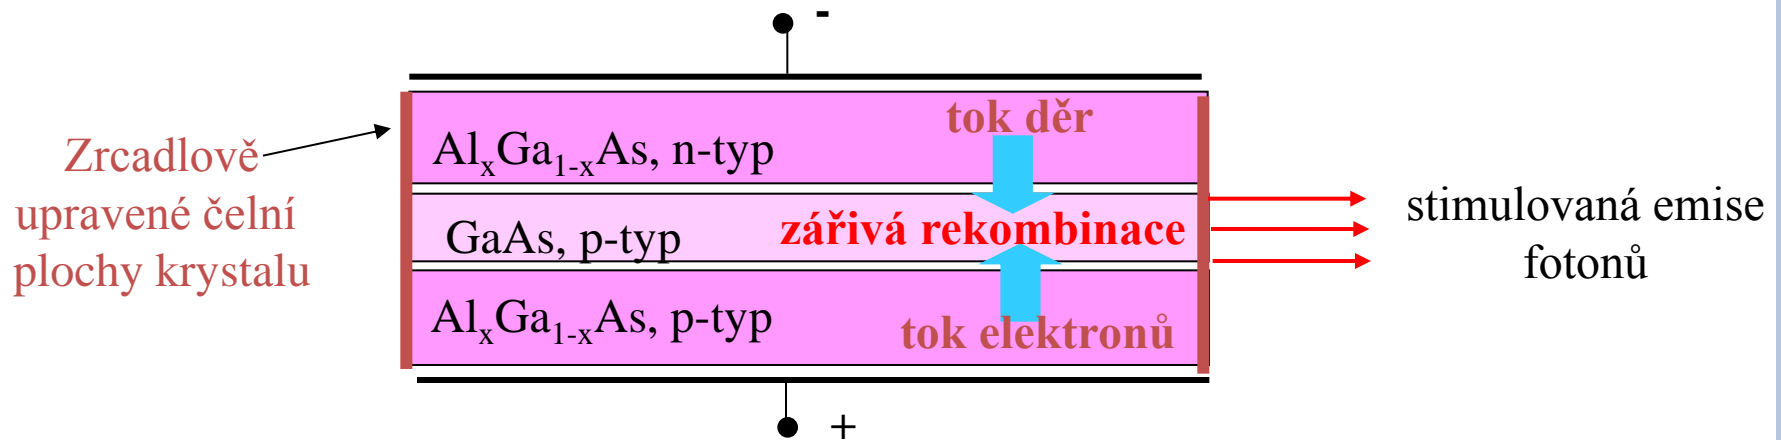 -
Zrcadlově
upravené čelní
plochy krystalu
AlₓGa₁₋ₓAs, n-typ
tok děr
GaAs, p-typ
zářivá rekombinace
AlₓGa₁₋ₓAs, p-typ
tok elektronů
stimulovaná emise
fotonů
+